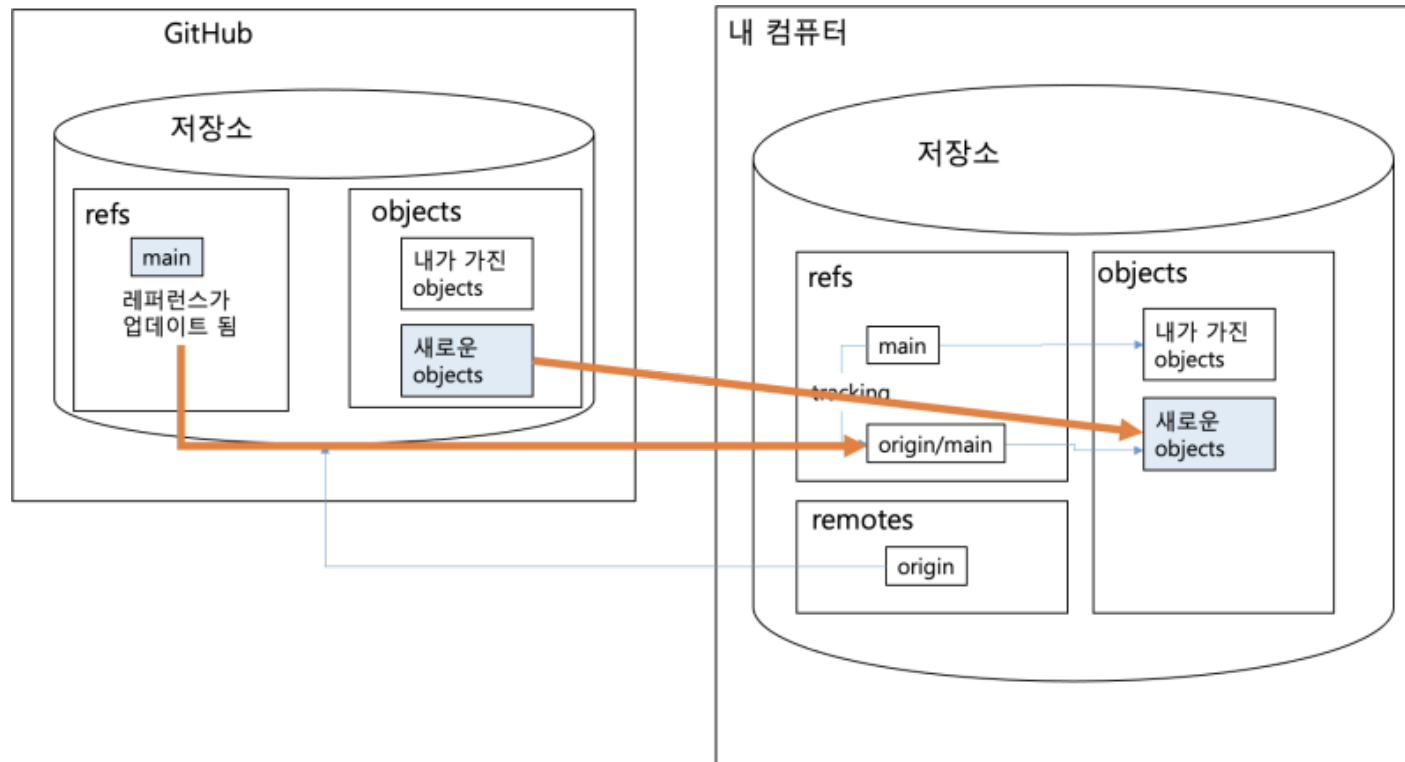 GitHub
저장소
refs
main
레퍼런스가
업데이트 됨
objects
내가 가진
objects
새로운
objects
내 컴퓨터
저장소
refs
main
tracking
origin/main
remotes
origin
objects
내가 가진
objects
새로운
objects